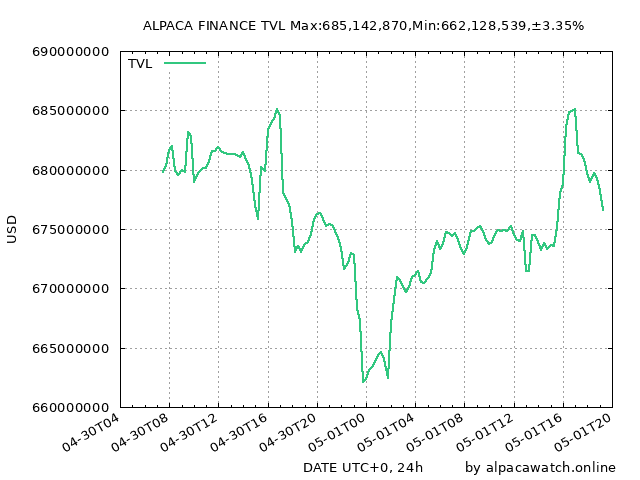 ALPACA FINANCE TVL Max:685,142,870,Min:662,128,539,±3.35%
690000000
TVL
685000000
680000000
675000000
USD
670000000
665000000
660000000
04-30T04
04-30T08
04-30T12
04-30T16
04-30T20
05-01T00
05-01T04
05-01T08
05-01T12
05-01T16
05-01T20
DATE UTC+0, 24h
by alpacawatch.online